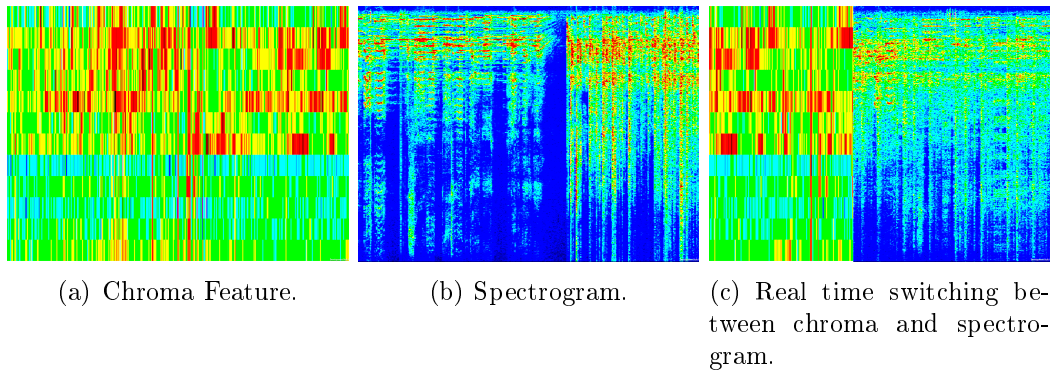 (a) Chroma Feature.
(b) Spectrogram.
(c) Real time switching be-
tween chroma and spectro-
gram.